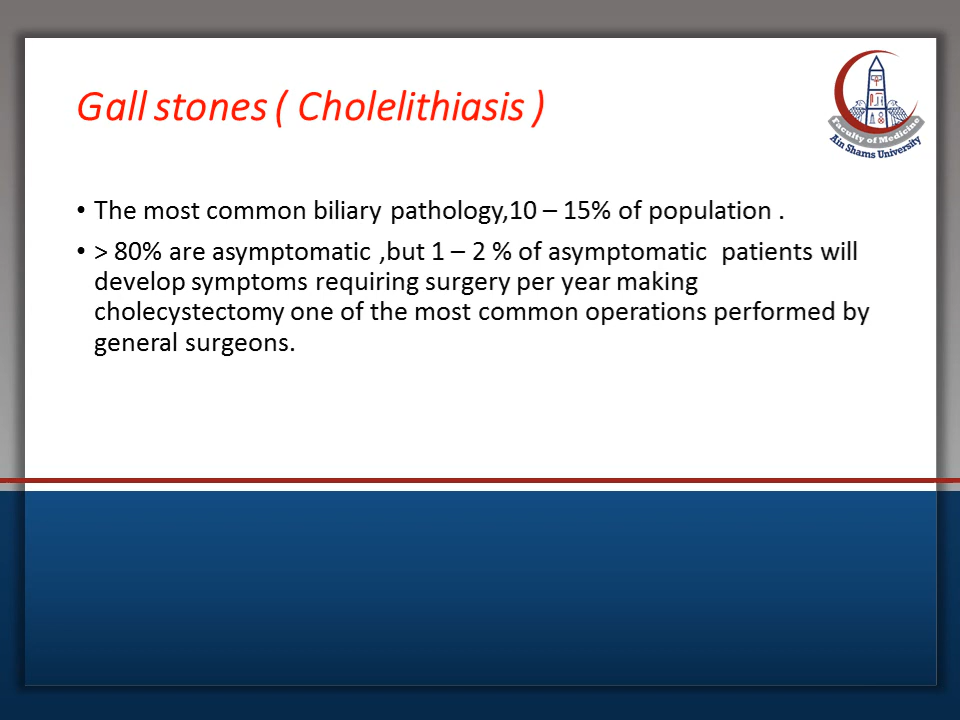 Gall stones ( Cholelithiasis )
Faculty of Medicine
Ain Shams University
• The most common biliary pathology,10 – 15% of population .
• > 80% are asymptomatic ,but 1 – 2 % of asymptomatic  patients will
develop symptoms requiring surgery per year making
cholecystectomy one of the most common operations performed by
general surgeons.